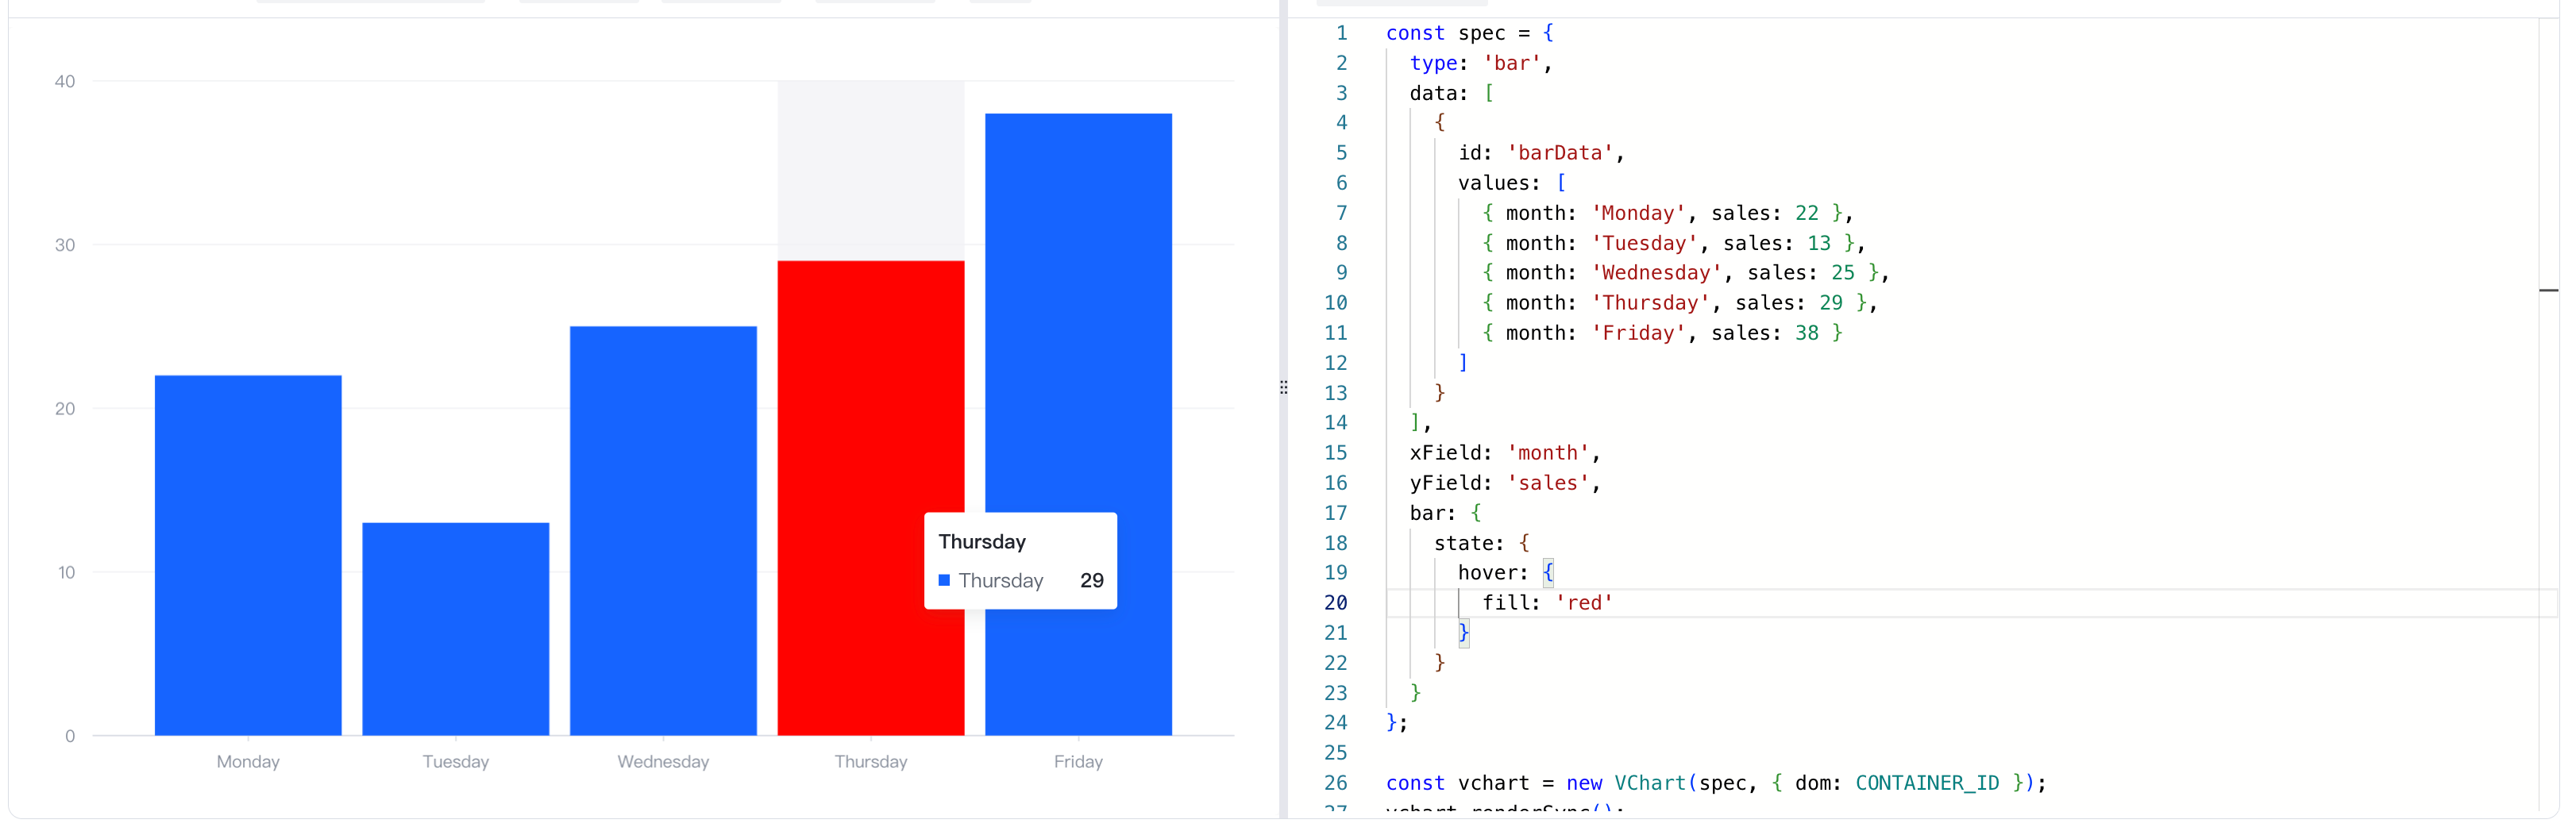 40
30
20
10
0
Monday
Tuesday
Wednesday
Thursday
Friday
Thursday
Thursday 29
1 const spec = {
2 type: 'bar',
3 data: [
4 {
5 id: 'barData',
6 values: [
7 { month: 'Monday', sales: 22 },
8 { month: 'Tuesday', sales: 13 },
9 { month: 'Wednesday', sales: 25 },
10 { month: 'Thursday', sales: 29 },
11 { month: 'Friday', sales: 38 }
12 ]
13 }
14 ],
15 xField: 'month',
16 yField: 'sales',
17 bar: {
18 state: {
19 hover: {
20 fill: 'red'
21 }
22 }
23 }
24 };
25
26 const vchart = new VChart(spec, { dom: CONTAINER_ID });
27 vchart.renderSync();